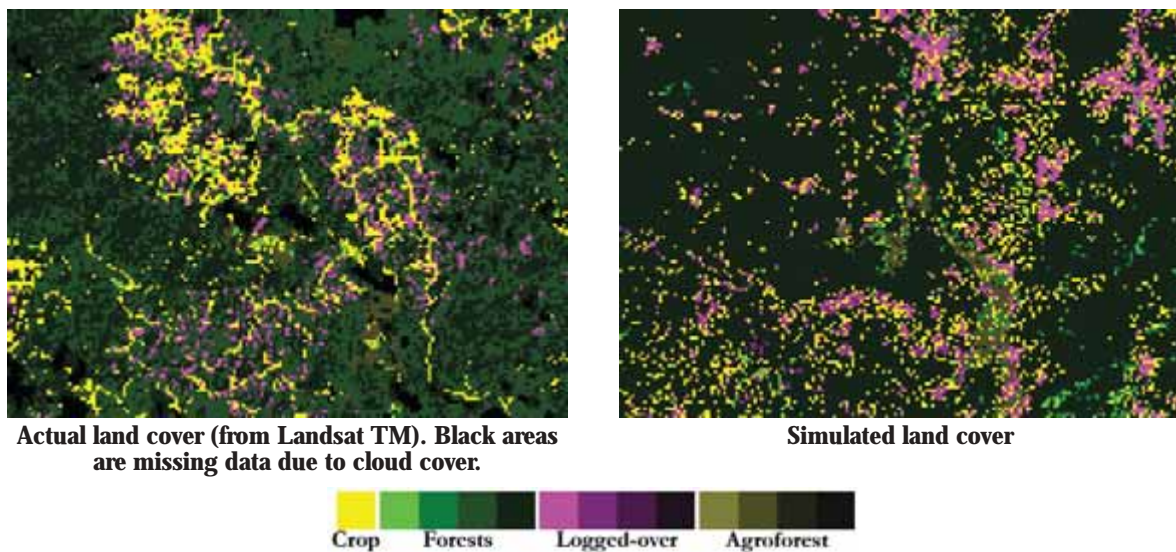 Actual land cover (from Landsat TM). Black areas
are missing data due to cloud cover.
Simulated land cover
Crop Forests Logged-over Agroforest